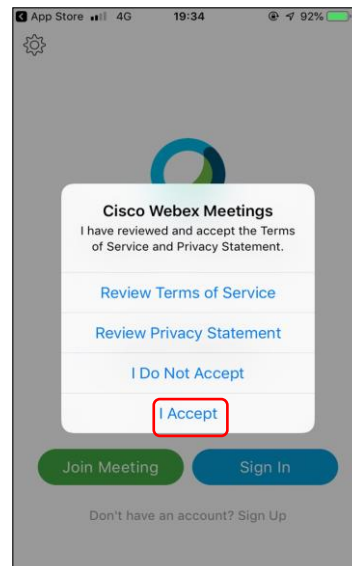 App Store 4G 19:34 92%
Cisco Webex Meetings
I have reviewed and accept the Terms
of Service and Privacy Statement.
Review Terms of Service
Review Privacy Statement
I Do Not Accept
I Accept
Join Meeting Sign In
Don't have an account? Sign Up